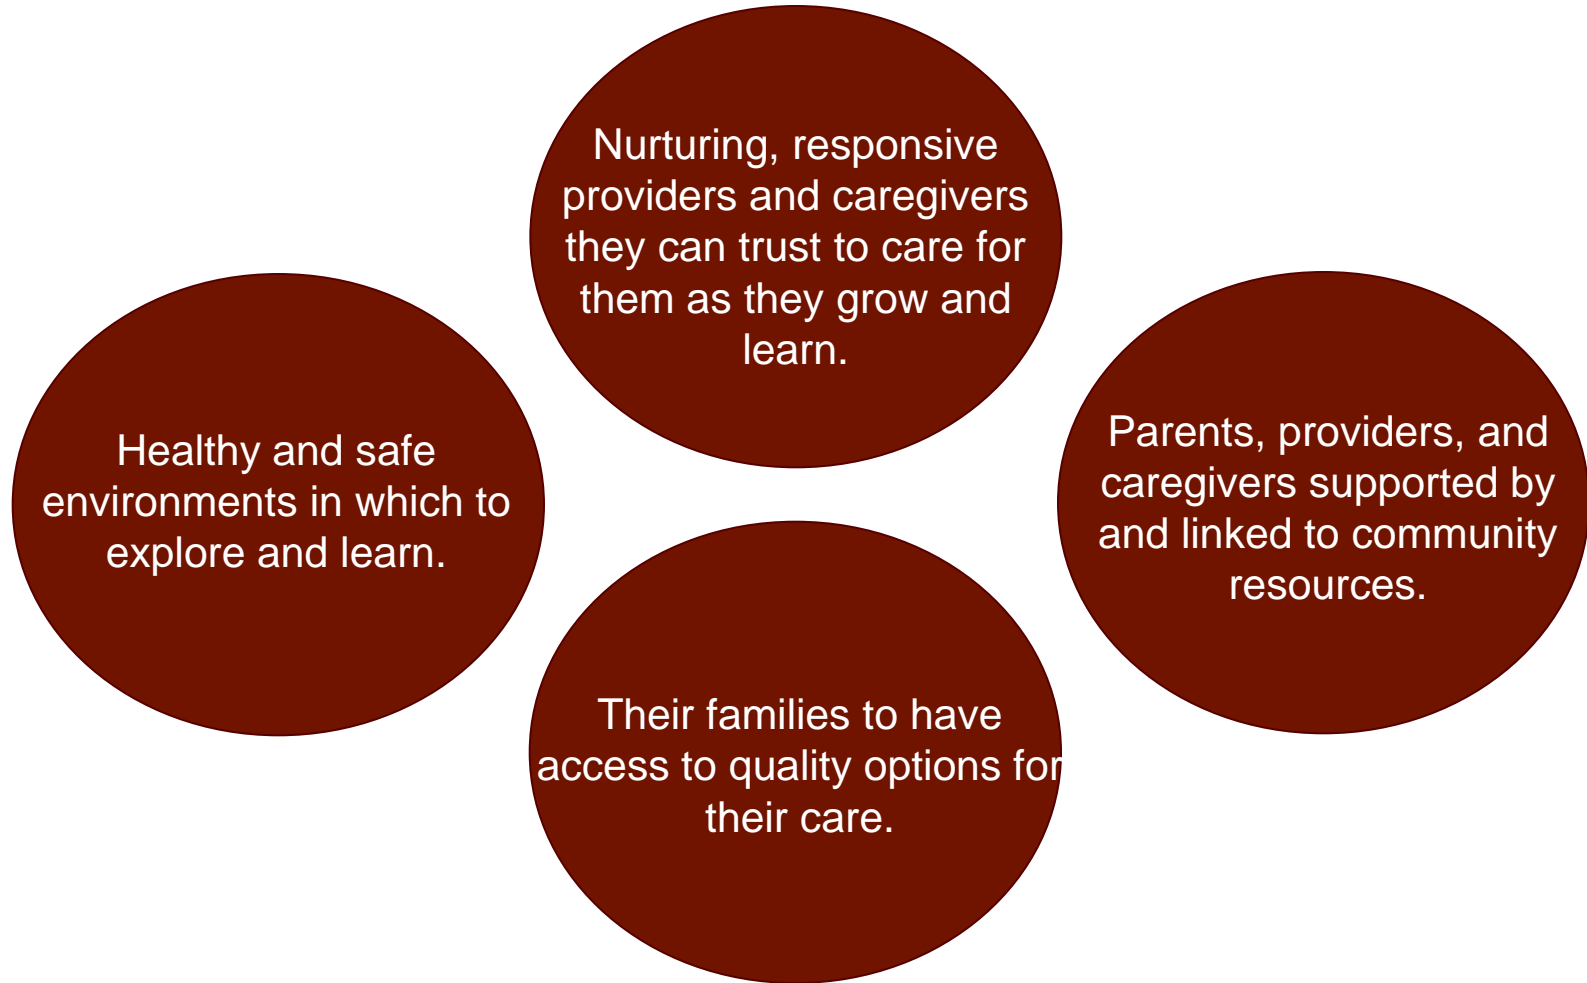 Nurturing, responsive
providers and caregivers
they can trust to care for
them as they grow and
learn.
Healthy and safe
environments in which to
explore and learn.
Parents, providers, and
caregivers supported by
and linked to community
resources.
Their families to have
access to quality options for
their care.